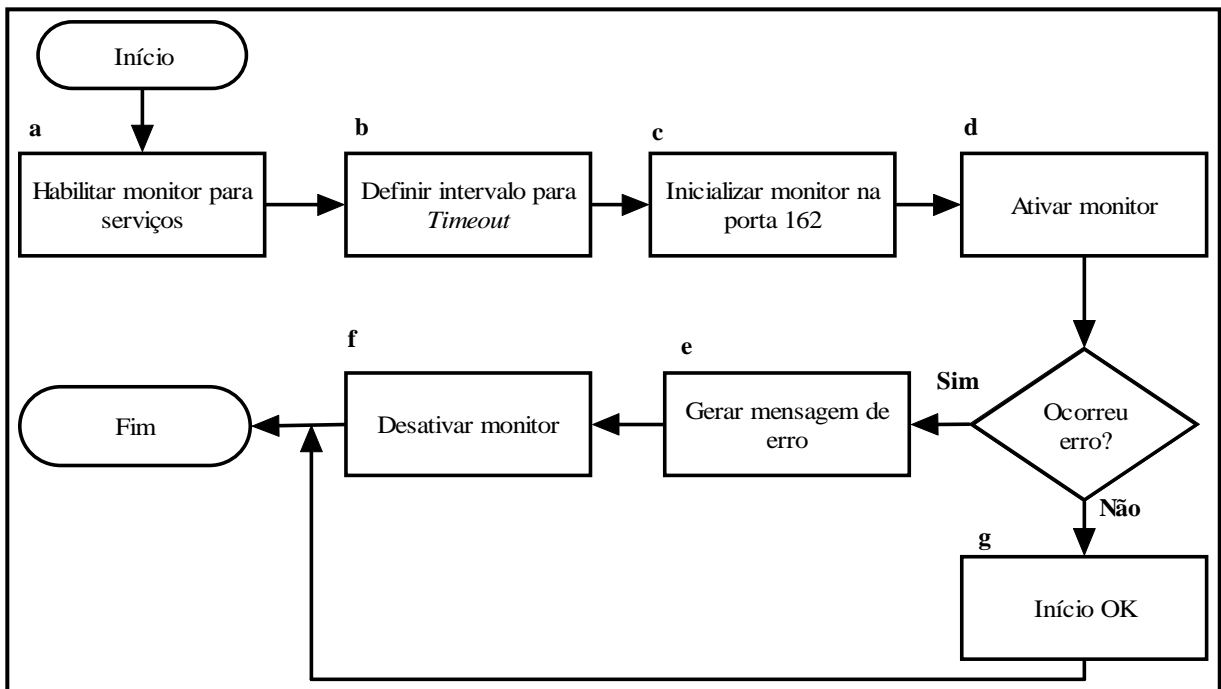 Início
a
Habilitar monitor para
serviços
b
Definir intervalo para
Timeout
c
Inicializar monitor na
porta 162
d
Ativar monitor
Ocorreu
erro?
Sim
e
Gerar mensagem de
erro
f
Desativar monitor
Fim
Não
g
Início OK